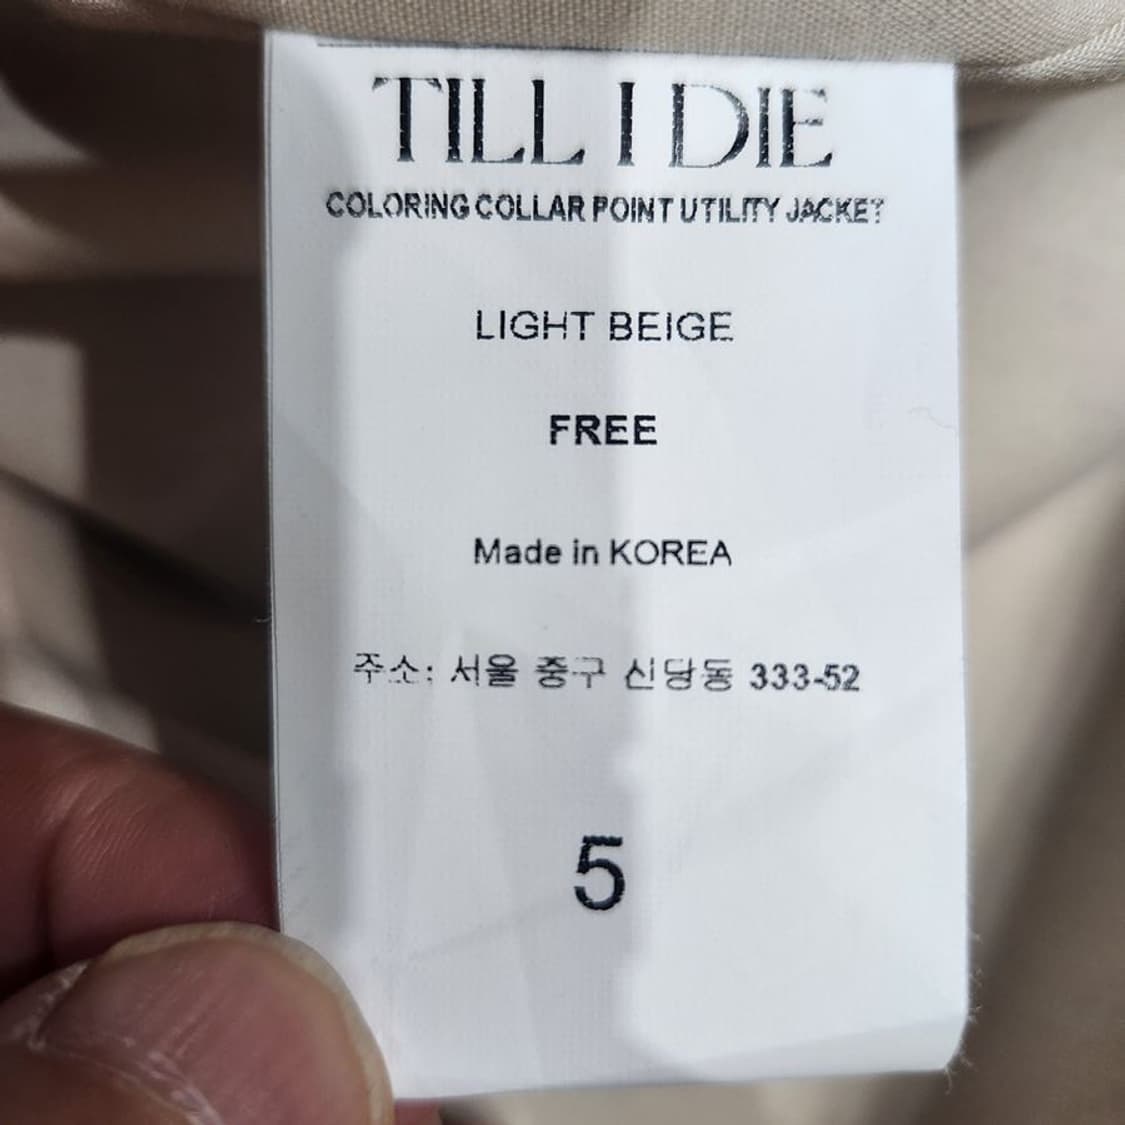 TILL I DIE
COLORING COLLAR POINT UTILITY JACKET
LIGHT BEIGE
FREE
Made in KOREA
주소: 서울 중구 신당동 333-52
5